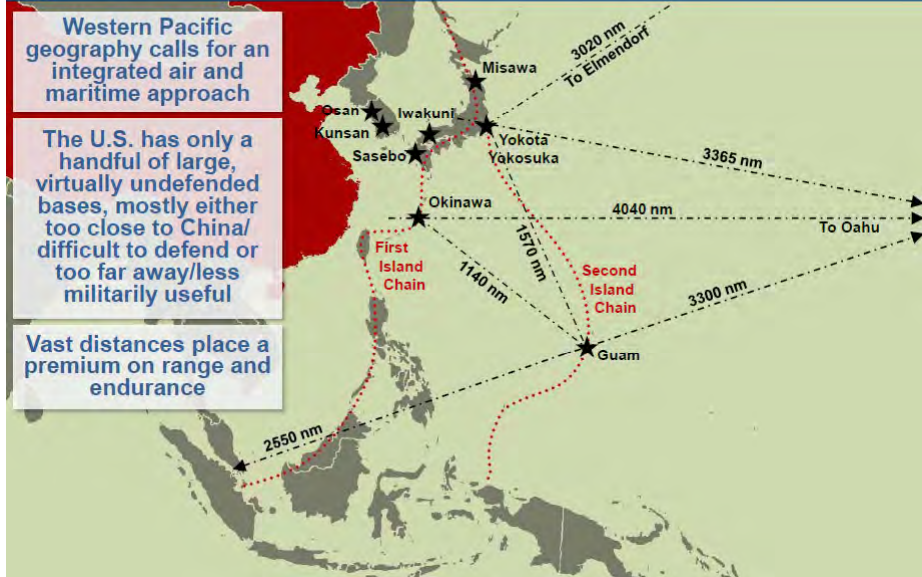 Western Pacific
geography calls for an
integrated air and
maritime approach
The U.S. has only a
handful of large,
virtually undefended
bases, mostly either
too close to China/
difficult to defend or
too far away/less
militarily useful
Vast distances place a
premium on range and
endurance
3020 nm
To Elmendorf
Misawa
Osan
Iwakuni
Kunsan
Yokota
Sasebo
Yokosuka
3365 nm
Okinawa
4040 nm
To Oahu
First
Island
Chain
1570 nm
1140 nm
Second
Island
Chain
3300 nm
Guam
2550 nm